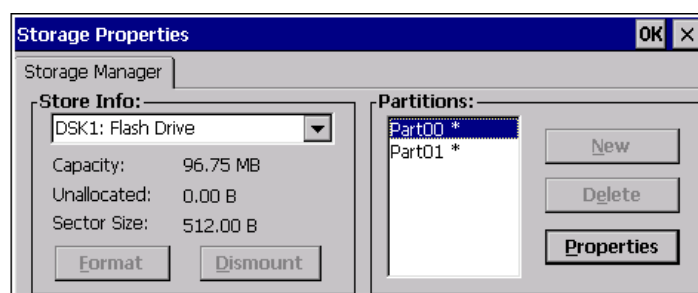 Storage Properties OK ×
Storage Manager
Store Info:
DSK1: Flash Drive
Capacity: 96.75 MB
Unallocated: 0.00 B
Sector Size: 512.00 B
Format Dismount
Partitions:
Part00 *
Part01 *
New
Delete
Properties